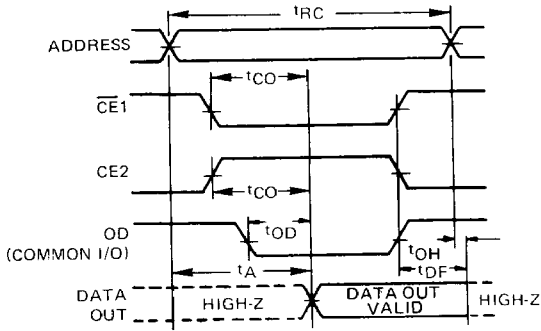 tRC
ADDRESS
tCO
CE1
CE2
tCO
OD
(COMMON I/O)
tOD
tOH
tA
tDF
DATA
OUT
HIGH-Z
DATA OUT
VALID
HIGH-Z